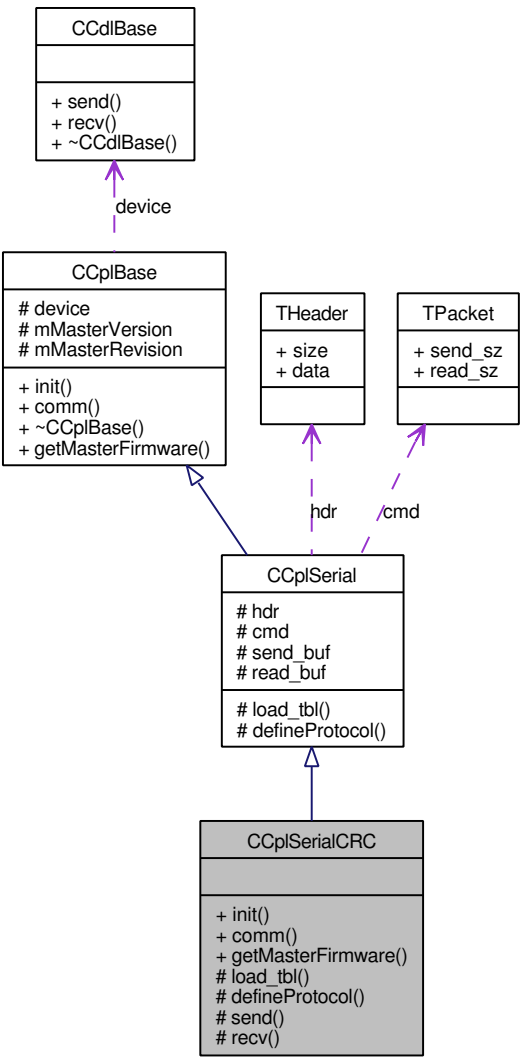 CCdlBase
+ send()
+ recv()
+ ~CCdlBase()
device
CCplBase
# device
# mMasterVersion
# mMasterRevision
+ init()
+ comm()
+ ~CCplBase()
+ getMasterFirmware()
THeader
+ size
+ data
TPacket
+ send_sz
+ read_sz
hdr
cmd
CCplSerial
# hdr
# cmd
# send_buf
# read_buf
# load_tbl()
# defineProtocol()
CCplSerialCRC
+ init()
+ comm()
+ getMasterFirmware()
# load_tbl()
# defineProtocol()
# send()
# recv()